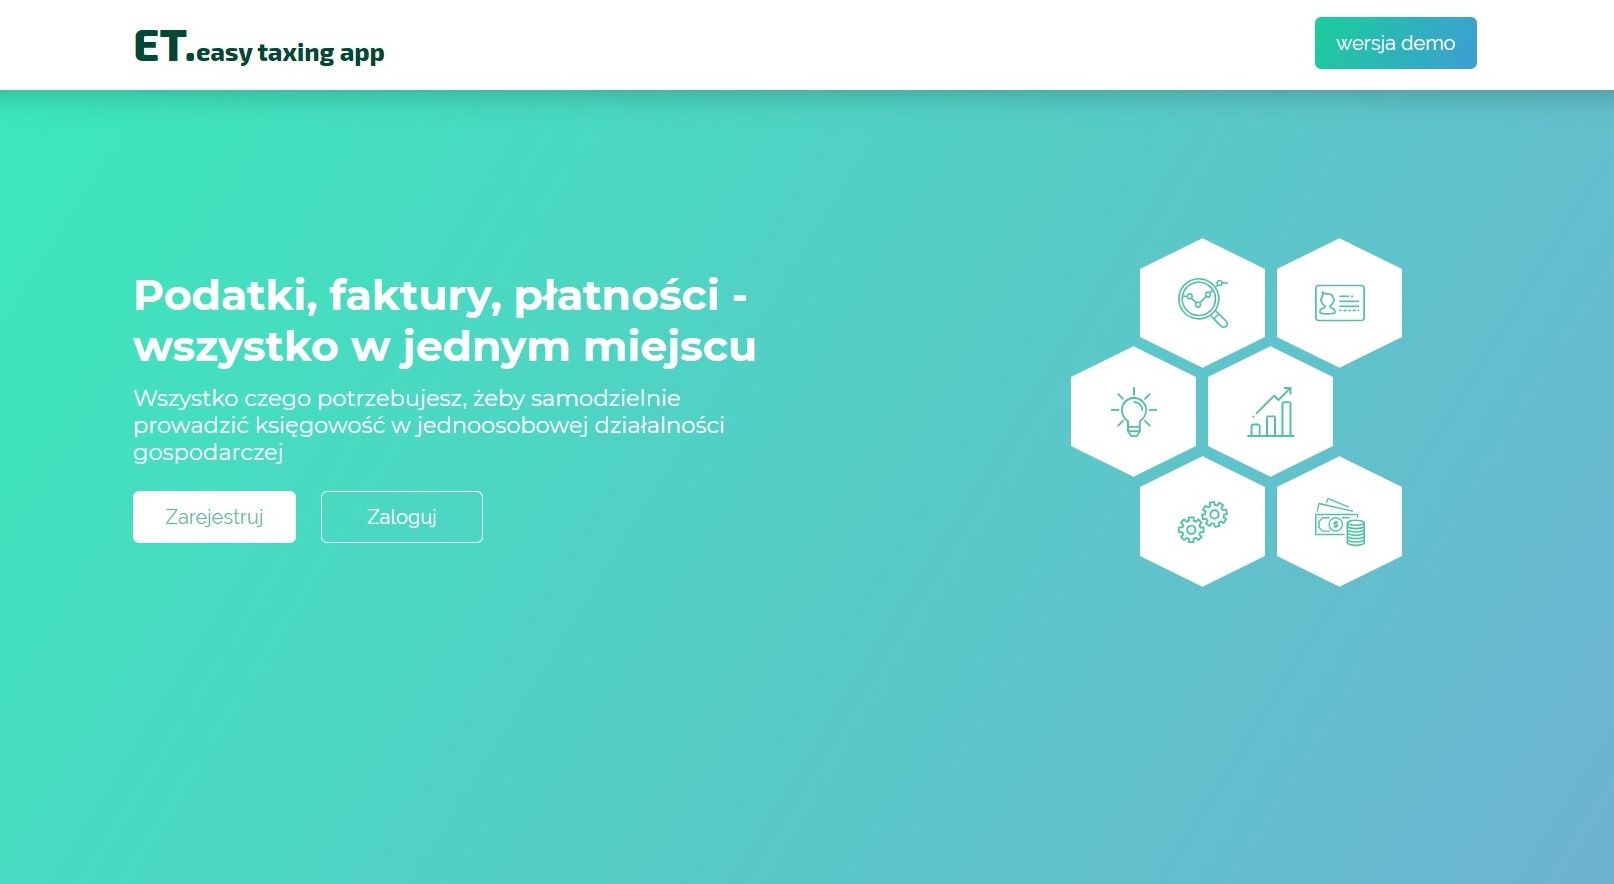 ET.easy taxing app
wersja demo
Podatki, faktury, płatności -
wszystko w jednym miejscu
Wszystko czego potrzebujesz, żeby samodzielnie
prowadzić księgowość w jednoosobowej działalności
gospodarczej
Zarejestruj
Zaloguj
$